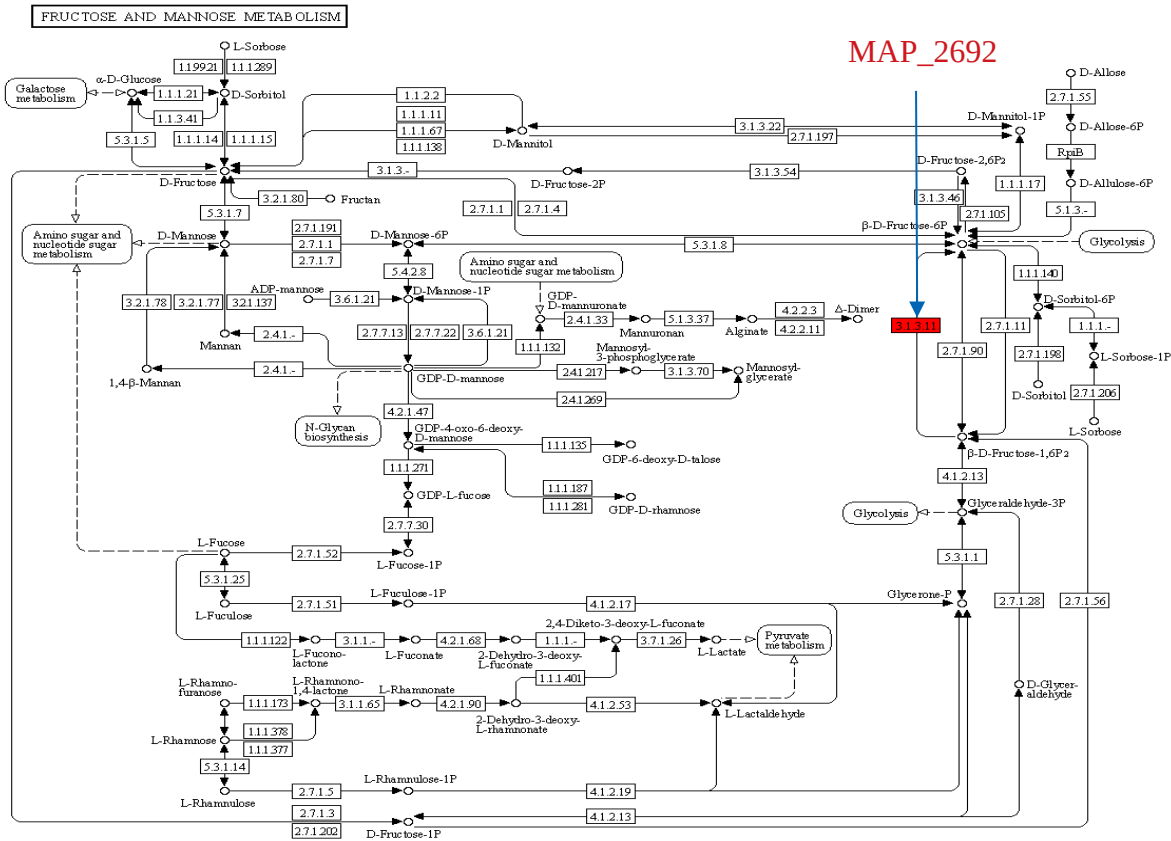 FRUCTOSE AND MANNOSE METABOLISM
MAP_2692
L-Sorbose
1.1.99.21
1.1.1.289
α-D-Glucose
Galactose
metabolism
1.1.1.21
D-Sorbitol
1.1.3.41
5.3.1.5
1.1.1.14
1.1.1.15
1.1.2.2
1.1.1.11
1.1.1.67
1.1.1.138
D-Mannitol
3.1.3.22
2.7.1.197
D-Mannitol-1P
D-Allose
2.7.1.55
D-Allose-6P
RpiB
D-Allulose-6P
5.1.3.-
D-Fructose
3.1.3.-
D-Fructose-2P
3.1.3.54
D-Fructose-2,6P2
1.1.1.17
3.1.3.46
2.7.1.105
3.2.1.80
Fructan
2.7.1.1
2.7.1.4
β-D-Fructose-6P
5.3.1.7
Amino sugar and
nucleotide sugar
metabolism
D-Mannose
2.7.1.191
2.7.1.1
2.7.1.7
D-Mannose-6P
5.3.1.8
Glycolysis
5.4.2.8
Amino sugar and
nucleotide sugar metabolism
1.1.1.140
D-Sorbitol-6P
ADP-mannose
3.6.1.21
D-Mannose-1P
GDP-
D-mannuronate
3.2.1.78
3.2.1.77
3.2.1.137
2.4.1.33
Mannuronan
5.1.3.37
Alginate
4.2.2.3
4.2.2.11
Δ-Dimer
3.1.3.11
2.7.1.11
1.1.1.-
L-Sorbose-1P
Mannan
2.4.1.-
2.7.7.13
2.7.7.22
3.6.1.21
1.1.1.132
2.7.1.90
2.7.1.198
D-Sorbitol
2.7.1.206
L-Sorbose
1,4-β-Mannan
2.4.1.-
GDP-D-mannose
Mannosyl-
3-phosphoglycerate
2.4.1.217
3.1.3.70
Mannosyl-
glycerate
2.4.1.269
N-Glycan
biosynthesis
4.2.1.47
GDP-4-oxo-6-deoxy-
D-mannose
1.1.1.135
GDP-6-deoxy-D-talose
β-D-Fructose-1,6P2
4.1.2.13
1.1.1.271
GDP-L-fucose
1.1.1.187
1.1.1.281
GDP-D-rhamnose
Glycolysis
Glyceraldehyde-3P
2.7.7.30
L-Fucose
2.7.1.52
L-Fucose-1P
5.3.1.1
5.3.1.25
L-Fuculose
2.7.1.51
L-Fuculose-1P
4.1.2.17
Glycerone-P
2.7.1.28
2.7.1.56
1.1.1.122
L-Fucono-
lactone
3.1.1.-
L-Fuconate
4.2.1.68
2-Dehydro-3-deoxy-
L-fuconate
1.1.1.-
2,4-Diketo-3-deoxy-L-fuconate
3.7.1.26
L-Lactate
Pyruvate
metabolism
1.1.1.401
L-Rhamno-
furanose
1.1.1.173
L-Rhamnono-
1,4-lactone
3.1.1.65
L-Rhamnonate
4.2.1.90
2-Dehydro-3-deoxy-
L-rhamnonate
4.1.2.53
L-Lactaldehyde
D-Glycer-
aldehyde
L-Rhamnose
1.1.1.378
1.1.1.377
5.3.1.14
L-Rhamnulose
2.7.1.5
L-Rhamnulose-1P
4.1.2.19
2.7.1.3
2.7.1.202
D-Fructose-1P
4.1.2.13